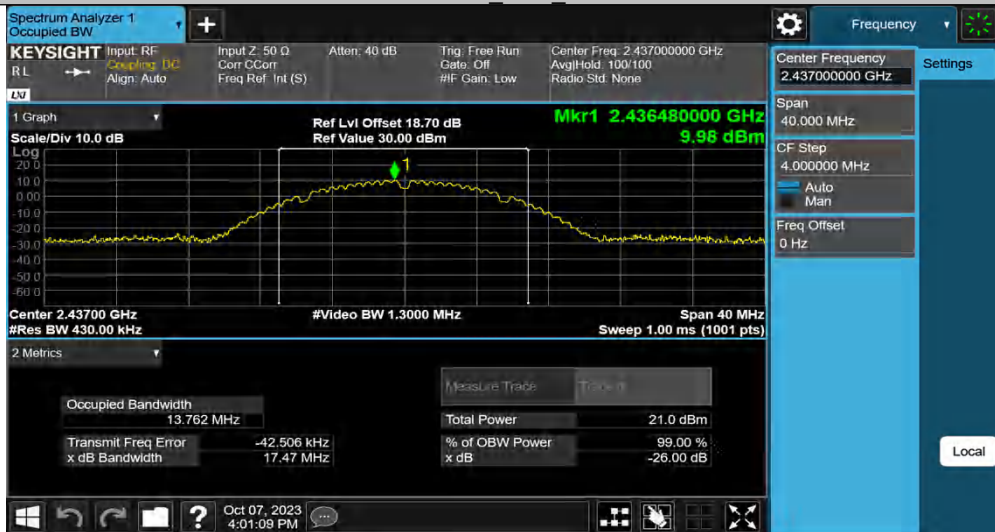 Spectrum Analyzer 1
Occupied BW
Frequency
KEYSIGHT
RL
LXI
Input: RF
Coupling: DC
Align: Auto
Input Z: 50 Ω
Corr CCorr
Freq Ref: Int (S)
Atten: 40 dB
Trig: Free Run
Gate: Off
#IF Gain: Low
Center Freq: 2.437000000 GHz
Avg|Hold: 100/100
Radio Std: None
Center Frequency
2.437000000 GHz
Settings
Span
40.000 MHz
CF Step
4.000000 MHz
Auto
Man
Freq Offset
0 Hz
1 Graph
Scale/Div 10.0 dB
Ref Lvl Offset 18.70 dB
Ref Value 30.00 dBm
Mkr1 2.436480000 GHz
9.98 dBm
Log
20.0
10.0
0.00
-10.0
-20.0
-30.0
-40.0
-50.0
-60.0
1
Center 2.43700 GHz
#Res BW 430.00 kHz
#Video BW 1.3000 MHz
Span 40 MHz
Sweep 1.00 ms (1001 pts)
2 Metrics
Measure Trace
Occupied Bandwidth
13.762 MHz
Total Power 21.0 dBm
Transmit Freq Error -42.506 kHz
% of OBW Power 99.00 %
x dB Bandwidth 17.47 MHz
x dB -26.00 dB
Local
?
Oct 07, 2023
4:01:09 PM